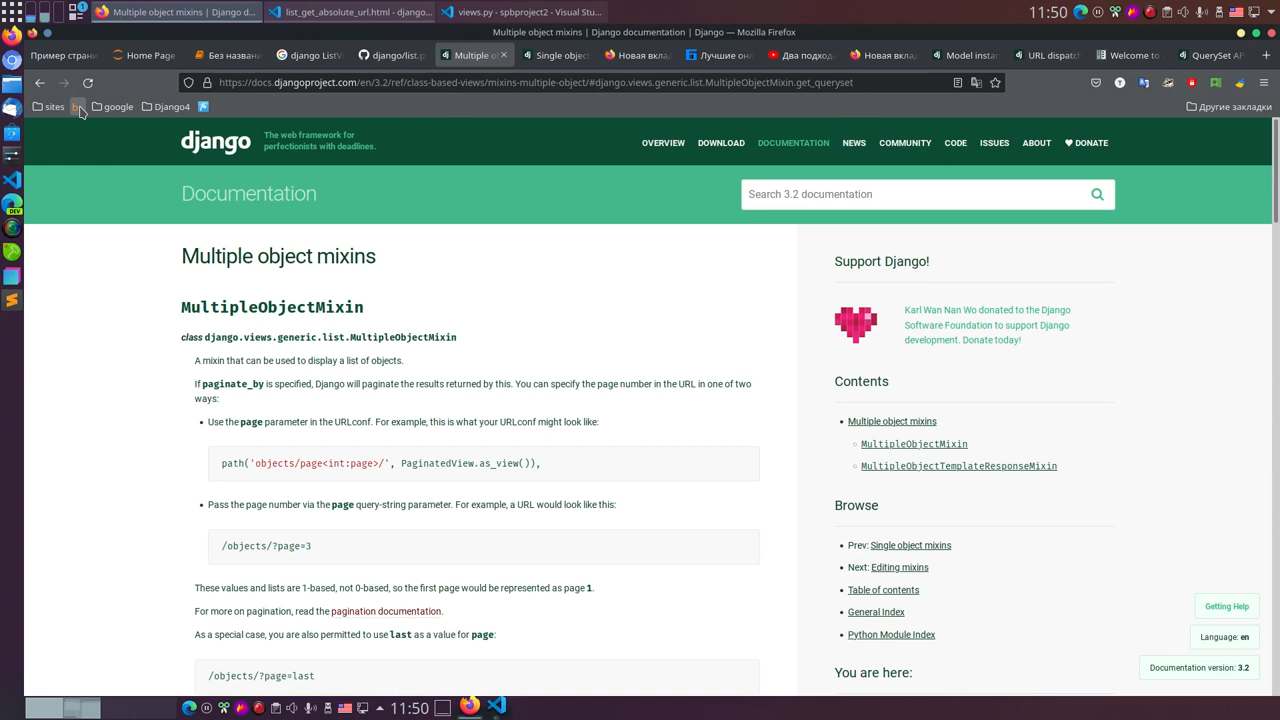 Multiple object mixins | Django d...
list_get_absolute_url.html - django...
views.py - spbproject2 - Visual Stu...
11:50
Multiple object mixins | Django documentation | Django — Mozilla Firefox
Пример страни
Home Page
Без названи
django ListVi
django/list.p
Multiple o
Single objec
Новая вклад
Лучшие онл
Два подход
Новая вклад
Model instan
URL dispatc
Welcome to
QuerySet AP
https://docs.djangoproject.com/en/3.2/ref/class-based-views/mixins-multiple-object/#django.views.generic.list.MultipleObjectMixin.get_queryset
sites
google
Django4
Другие закладки
django
The web framework for
perfectionists with deadlines.
OVERVIEW DOWNLOAD DOCUMENTATION NEWS COMMUNITY CODE ISSUES ABOUT ♥ DONATE
Documentation
Search 3.2 documentation
Multiple object mixins
MultipleObjectMixin
class django.views.generic.list.MultipleObjectMixin
A mixin that can be used to display a list of objects.
If paginate_by is specified, Django will paginate the results returned by this. You can specify the page number in the URL in one of two
ways:
• Use the page parameter in the URLconf. For example, this is what your URLconf might look like:
path('objects/page<int:page>/', PaginatedView.as_view()),
• Pass the page number via the page query-string parameter. For example, a URL would look like this:
/objects/?page=3
These values and lists are 1-based, not 0-based, so the first page would be represented as page 1.
For more on pagination, read the pagination documentation.
As a special case, you are also permitted to use last as a value for page:
/objects/?page=last
Support Django!
Karl Wan Nan Wo donated to the Django
Software Foundation to support Django
development. Donate today!
Contents
• Multiple object mixins
◦ MultipleObjectMixin
◦ MultipleObjectTemplateResponseMixin
Browse
• Prev: Single object mixins
• Next: Editing mixins
• Table of contents
• General Index
• Python Module Index
You are here:
Getting Help
Language: en
Documentation version: 3.2
DEV
11:50